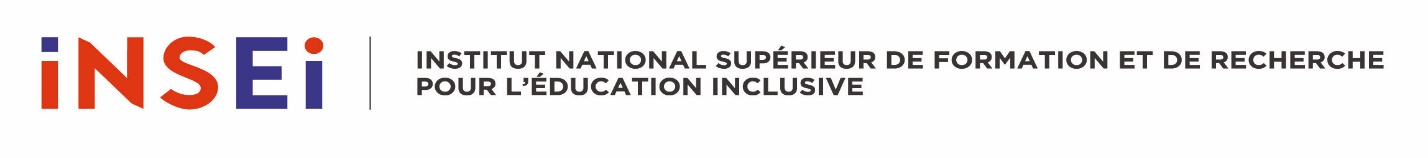 iNSEi
INSTITUT NATIONAL SUPÉRIEUR DE FORMATION ET DE RECHERCHE
POUR L'ÉDUCATION INCLUSIVE